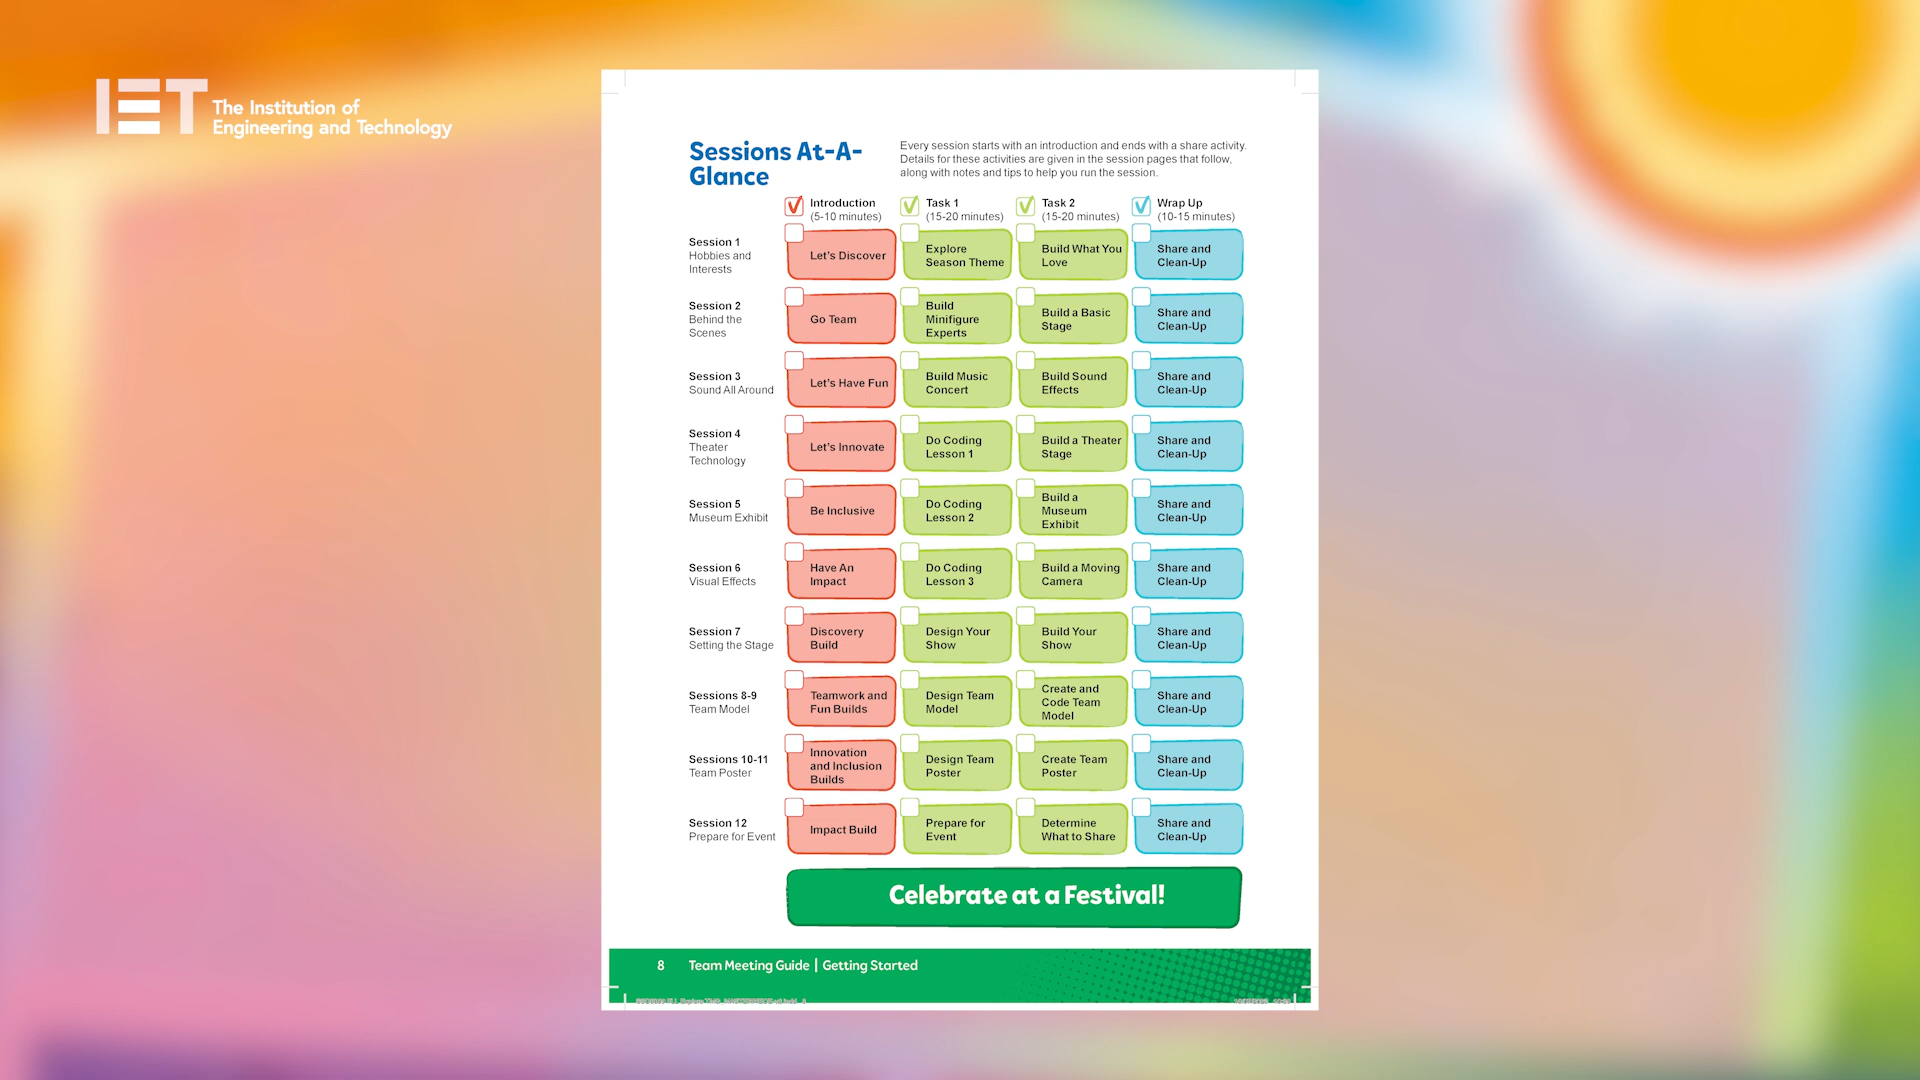 IET The Institution of
Engineering and Technology
Sessions At-A-
Glance
Every session starts with an introduction and ends with a share activity.
Details for these activities are given in the session pages that follow,
along with notes and tips to help you run the session.
Introduction
(5-10 minutes)
Task 1
(15-20 minutes)
Task 2
(15-20 minutes)
Wrap Up
(10-15 minutes)
Session 1
Hobbies and
Interests
Let's Discover
Explore
Season Theme
Build What You
Love
Share and
Clean-Up
Session 2
Behind the
Scenes
Go Team
Build
Minifigure
Experts
Build a Basic
Stage
Share and
Clean-Up
Session 3
Sound All Around
Let's Have Fun
Build Music
Concert
Build Sound
Effects
Share and
Clean-Up
Session 4
Theater
Technology
Let's Innovate
Do Coding
Lesson 1
Build a Theater
Stage
Share and
Clean-Up
Session 5
Museum Exhibit
Be Inclusive
Do Coding
Lesson 2
Build a
Museum
Exhibit
Share and
Clean-Up
Session 6
Visual Effects
Have An
Impact
Do Coding
Lesson 3
Build a Moving
Camera
Share and
Clean-Up
Session 7
Setting the Stage
Discovery
Build
Design Your
Show
Build Your
Show
Share and
Clean-Up
Sessions 8-9
Team Model
Teamwork and
Fun Builds
Design Team
Model
Create and
Code Team
Model
Share and
Clean-Up
Sessions 10-11
Team Poster
Innovation
and Inclusion
Builds
Design Team
Poster
Create Team
Poster
Share and
Clean-Up
Session 12
Prepare for Event
Impact Build
Prepare for
Event
Determine
What to Share
Share and
Clean-Up
Celebrate at a Festival!
8 Team Meeting Guide | Getting Started